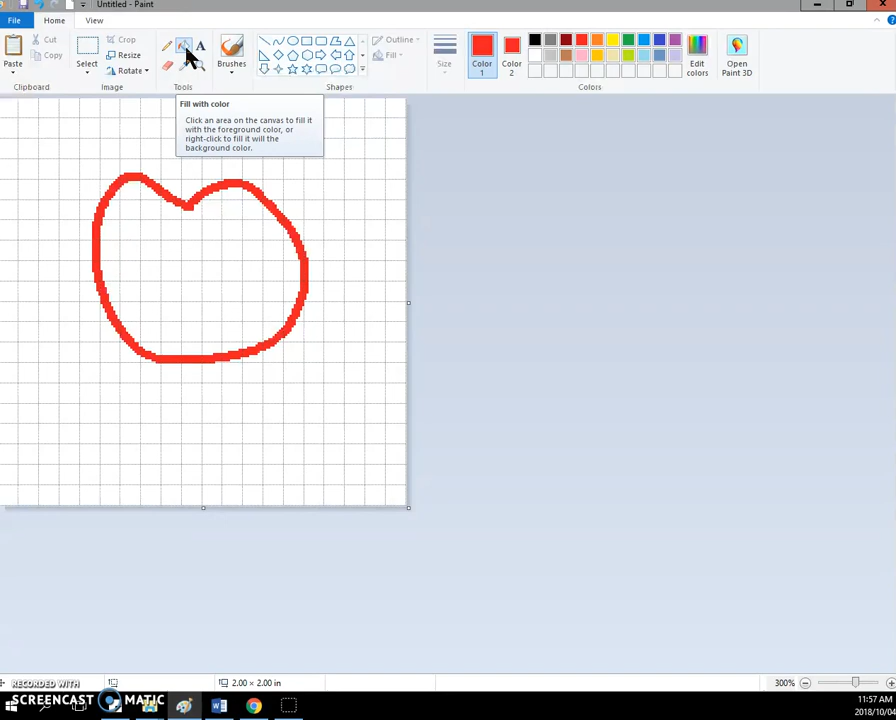 Untitled - Paint
File Home View
Paste
Cut
Copy
Clipboard
Select
Crop
Resize
Rotate
Image
A
Tools
Brushes
Shapes
Outline
Fill
Size
Color 1
Color 2
Colors
Edit colors
Open Paint 3D
Fill with color
Click an area on the canvas to fill it
with the foreground color, or
right-click to fill it will the
background color.
2.00 × 2.00 in
300%
RECORDED WITH
SCREENCAST MATIC
11:57 AM
2018/10/04